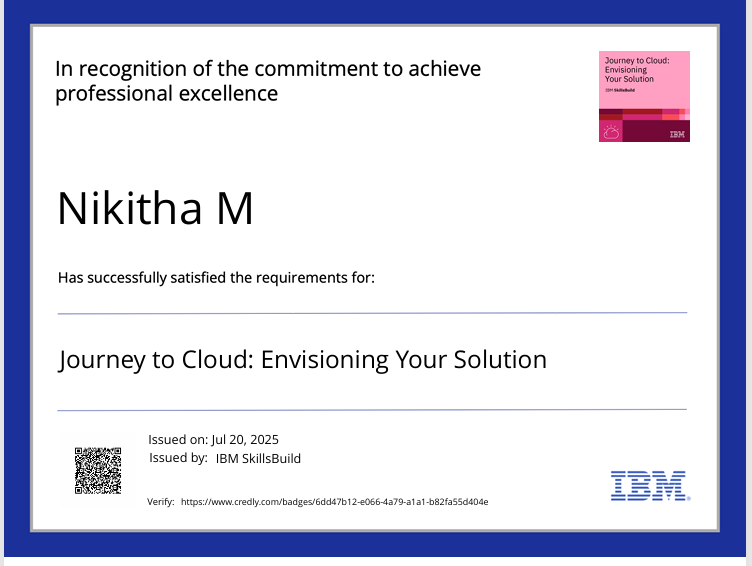 In recognition of the commitment to achieve
professional excellence
Journey to Cloud:
Envisioning
Your Solution
IBM SkillsBuild
IBM
Nikitha M
Has successfully satisfied the requirements for:
Journey to Cloud: Envisioning Your Solution
Issued on: Jul 20, 2025
Issued by: IBM SkillsBuild
Verify: https://www.credly.com/badges/6dd47b12-e066-4a79-a1a1-b82fa55d404e
IBM®